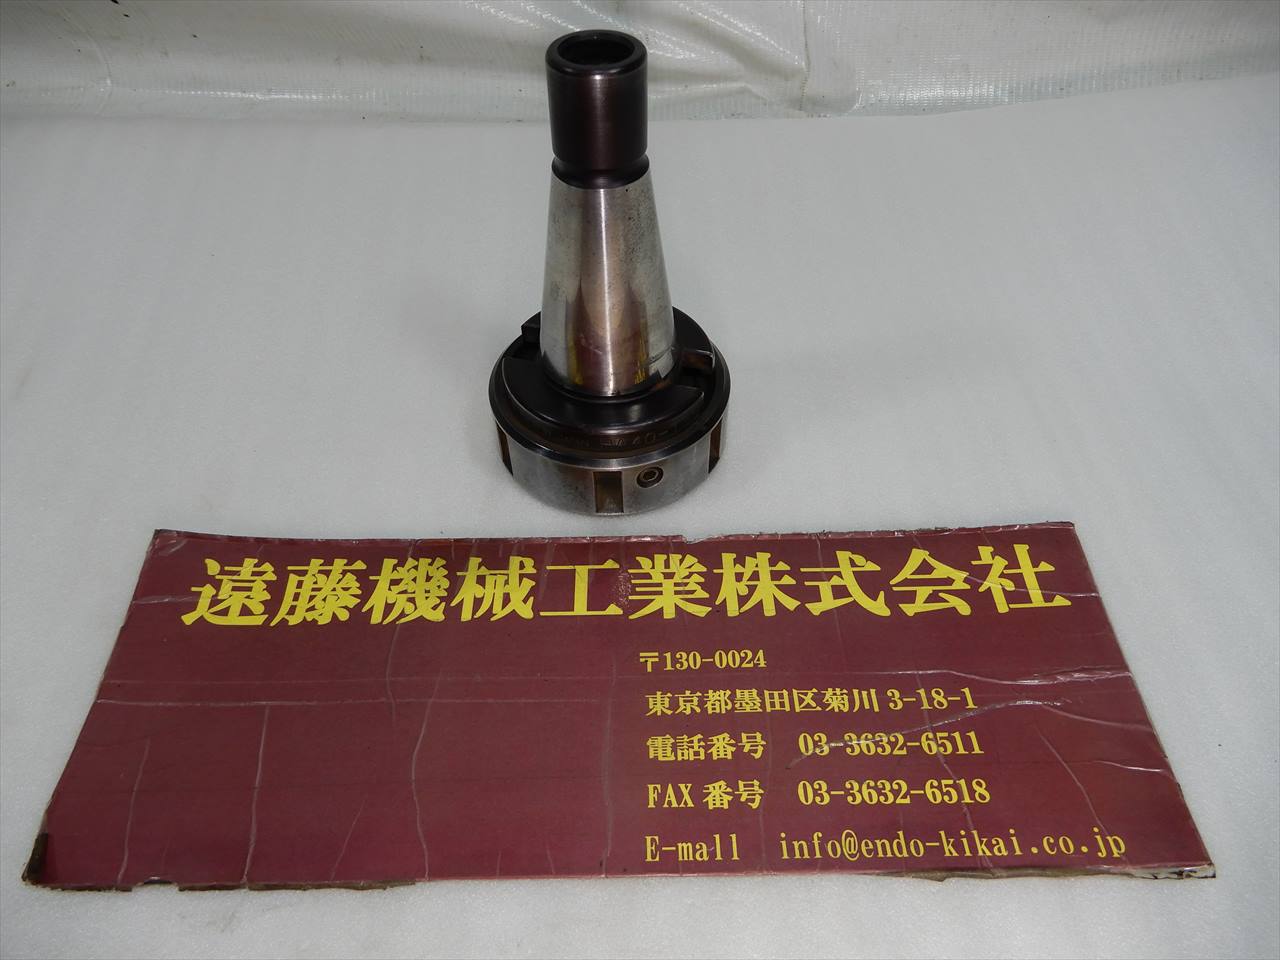 40
遠藤機械工業株式会社
〒130-0024
東京都墨田区菊川 3-18-1
電話番号 03-3632-6511
FAX 番号 03-3632-6518
E-mall info@endo-kikai.co.jp